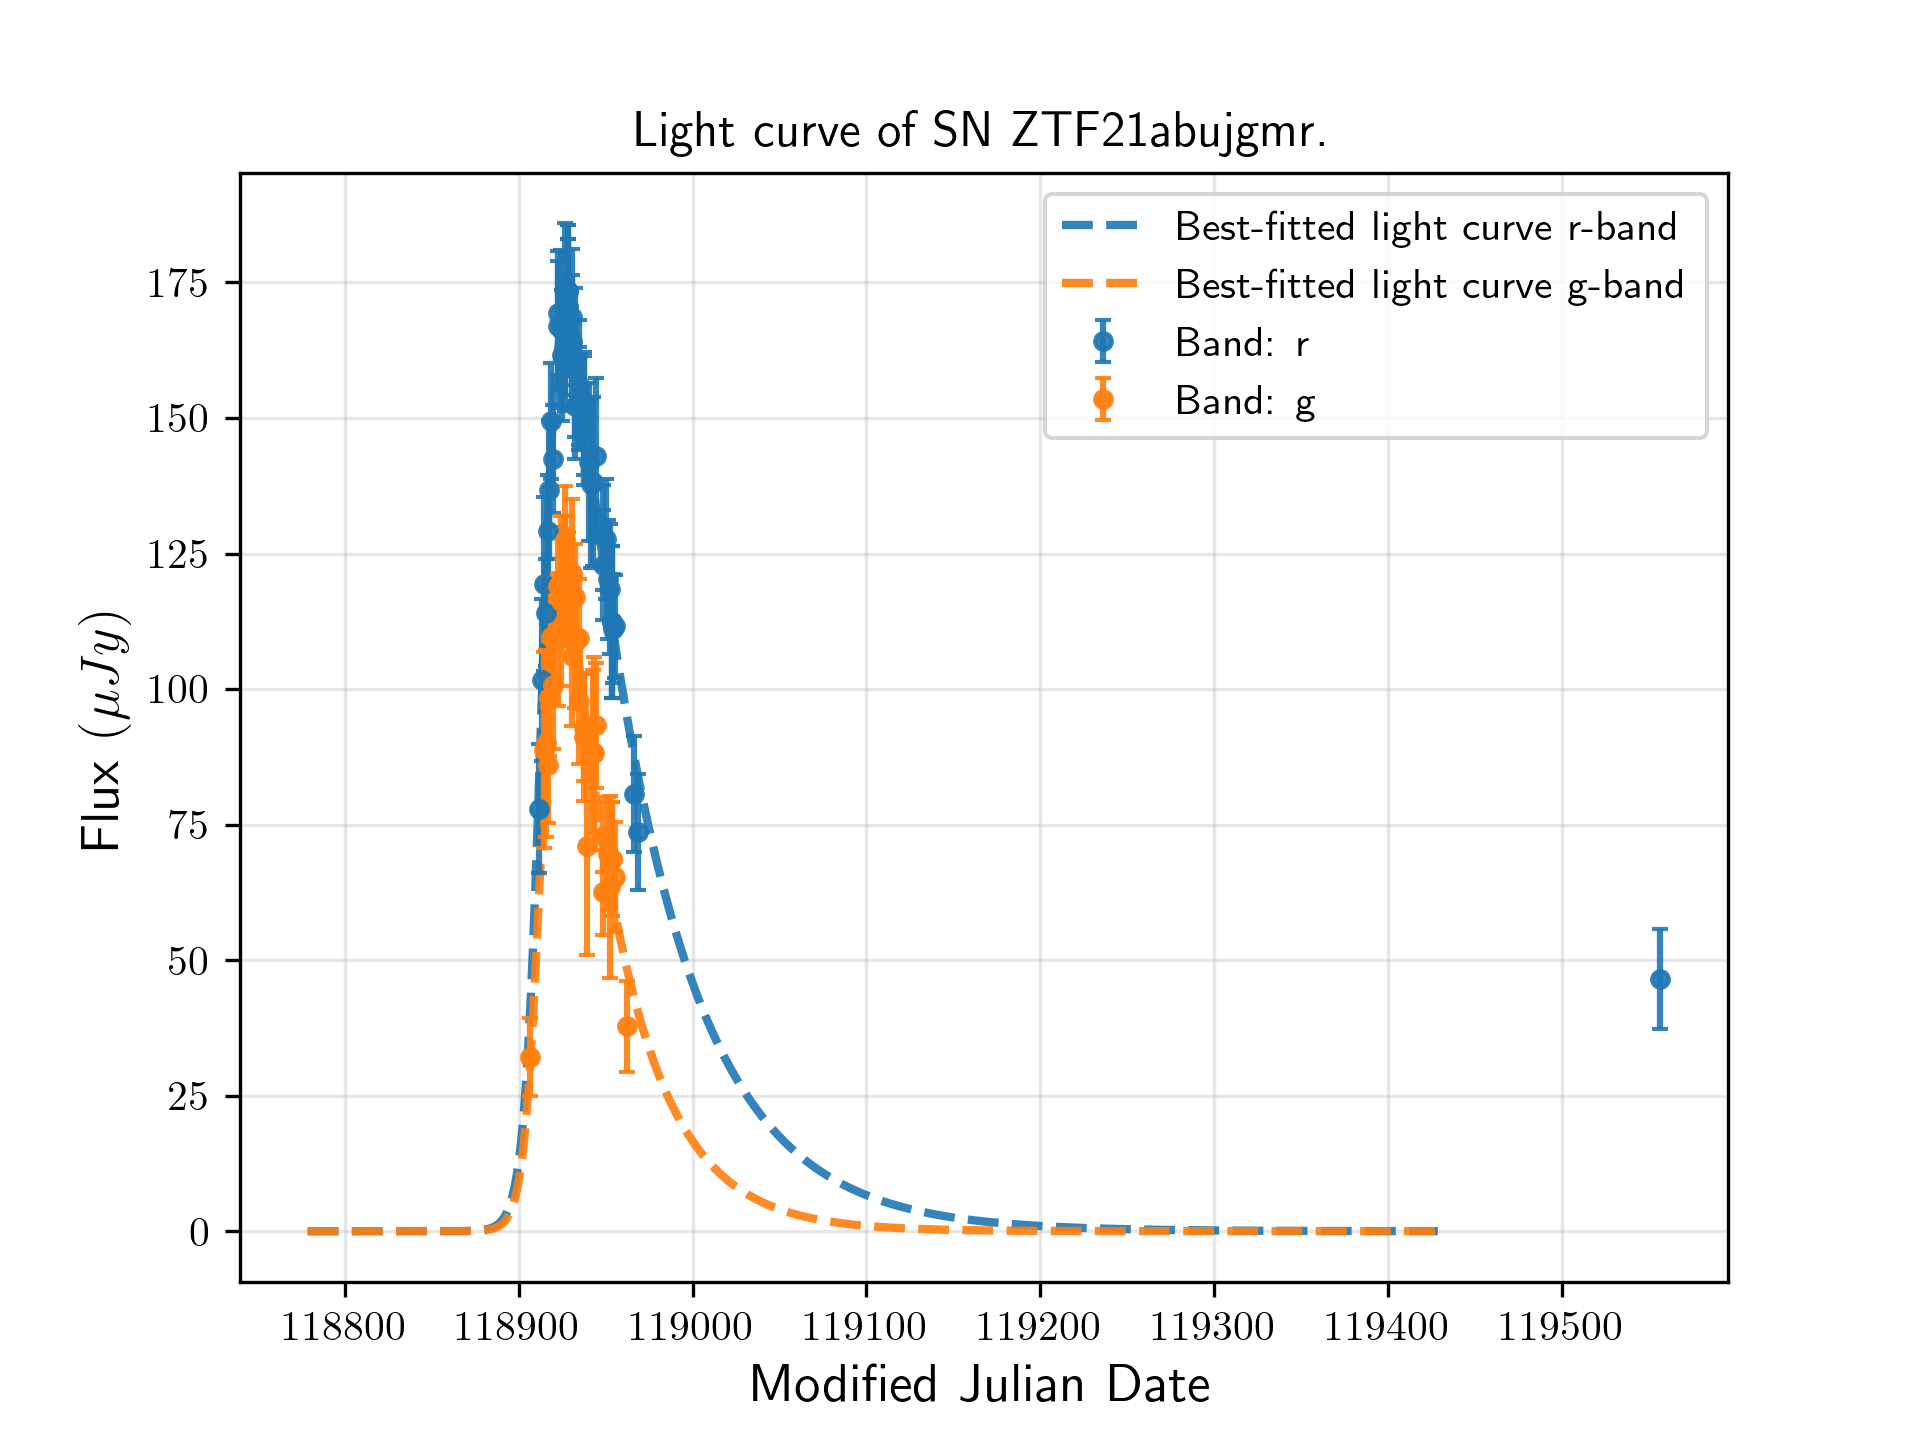 Light curve of SN ZTF21abujgmr.
Best-fitted light curve r-band
Best-fitted light curve g-band
Band: r
Band: g
Flux (μJy)
175
150
125
100
75
50
25
0
118800 118900 119000 119100 119200 119300 119400 119500
Modified Julian Date